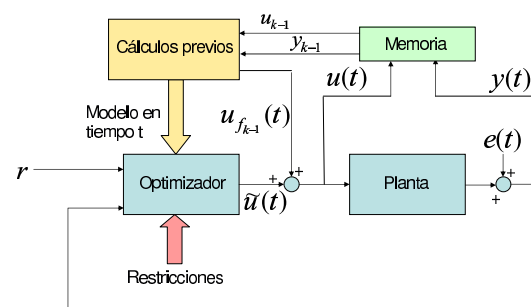 u_{k-1}
Cálculos previos
y_{k-1}
Memoria
u(t)
y(t)
Modelo en
tiempo t
u_{f_{k-1}}(t)
e(t)
r
Optimizador
+
+
ũ(t)
Planta
+
+
Restricciones